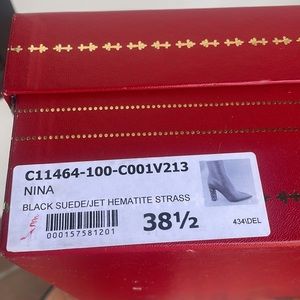 C11464-100-C001V213
NINA
BLACK SUEDE/JET HEMATITE STRASS
38½
434\DEL
000157581201